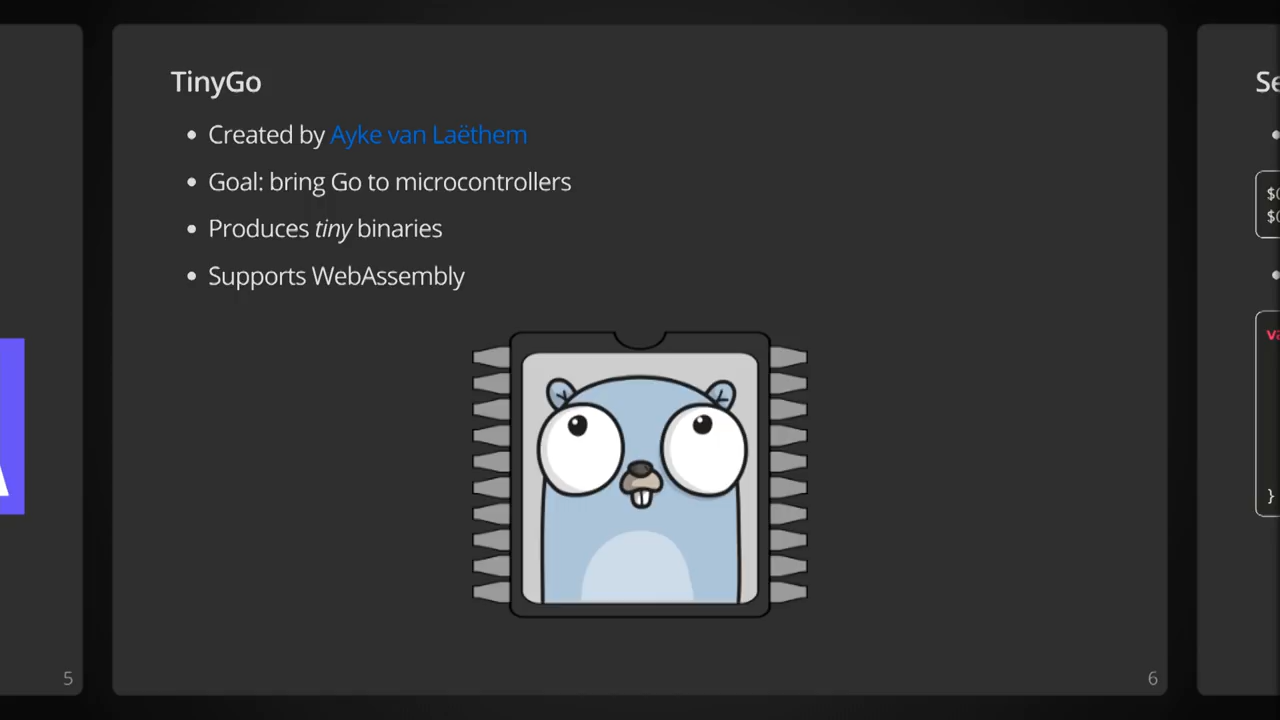 TinyGo
Created by Ayke van Laëthem
Goal: bring Go to microcontrollers
Produces tiny binaries
Supports WebAssembly
5
6
}